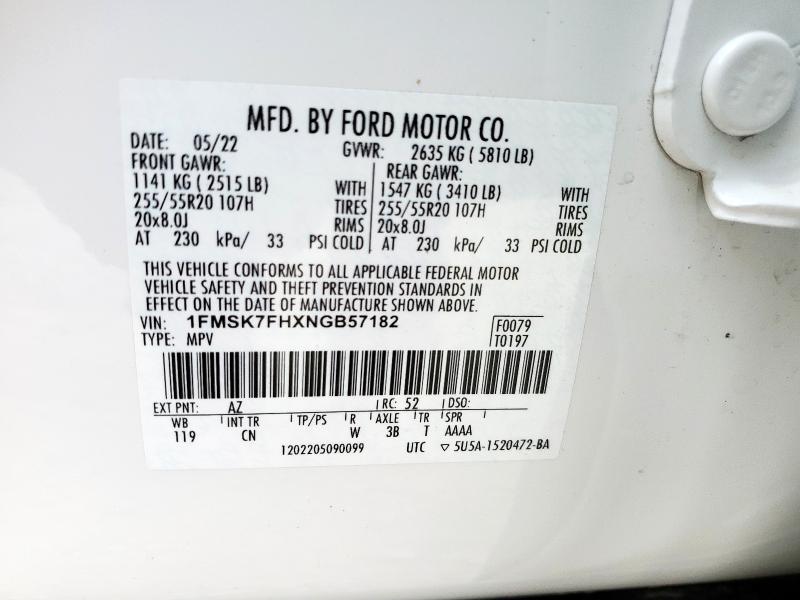 MFD. BY FORD MOTOR CO.
DATE: 05/22 GVWR: 2635 KG ( 5810 LB)
FRONT GAWR: REAR GAWR:
1141 KG ( 2515 LB) WITH 1547 KG ( 3410 LB) WITH
255/55R20 107H TIRES 255/55R20 107H TIRES
20x8.0J RIMS 20x8.0J RIMS
AT 230 kPa/ 33 PSI COLD AT 230 kPa/ 33 PSI COLD
THIS VEHICLE CONFORMS TO ALL APPLICABLE FEDERAL MOTOR
VEHICLE SAFETY AND THEFT PREVENTION STANDARDS IN
EFFECT ON THE DATE OF MANUFACTURE SHOWN ABOVE.
VIN: 1FMSK7FHXNGB57182 F0079
TYPE: MPV T0197
EXT PNT: AZ RC: 52 DSO:
WB INT TR TP/PS R AXLE TR SPR
119 CN W 3B T AAAA
1202205090099 UTC ▽ 5U5A-1520472-BA